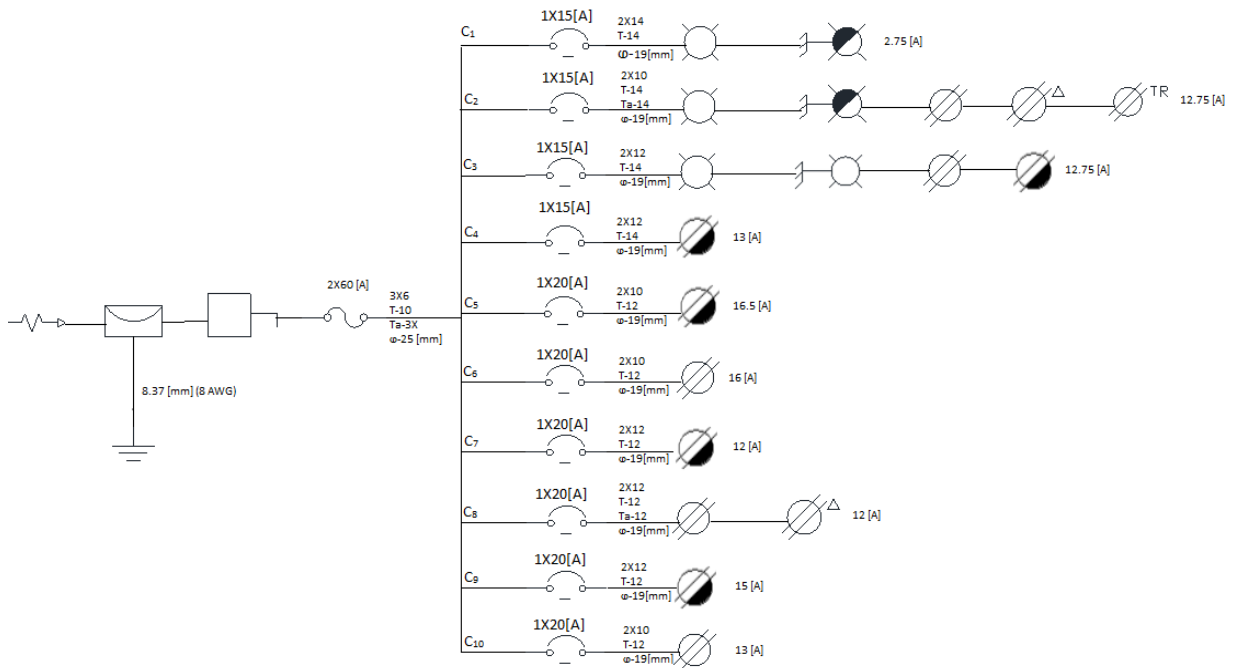 C1
1X15[A]
2X14
T-14
φ-19[mm]
2.75 [A]
C2
1X15[A]
2X10
T-14
Ta-14
φ-19[mm]
TR
12.75 [A]
C3
1X15[A]
2X12
T-14
φ-19[mm]
12.75 [A]
C4
1X15[A]
2X12
T-14
φ-19[mm]
13 [A]
2X60 [A]
3X6
T-10
Ta-3X
φ-25 [mm]
8.37 [mm] (8 AWG)
C5
1X20[A]
2X10
T-12
φ-19[mm]
16.5 [A]
C6
1X20[A]
2X10
T-12
φ-19[mm]
16 [A]
C7
1X20[A]
2X12
T-12
φ-19[mm]
12 [A]
C8
1X20[A]
2X12
T-12
Ta-12
φ-19[mm]
12 [A]
C9
1X20[A]
2X12
T-12
φ-19[mm]
15 [A]
C10
1X20[A]
2X10
T-12
φ-19[mm]
13 [A]